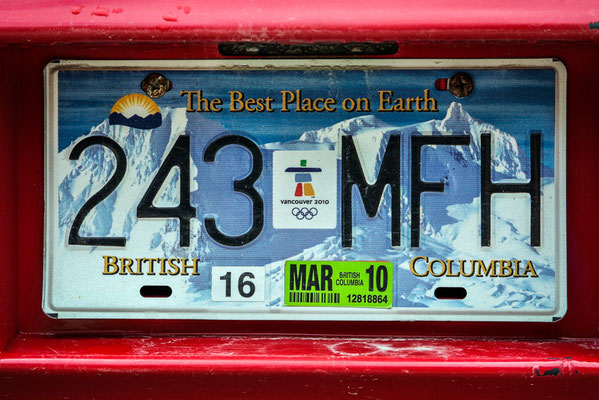 The Best Place on Earth
243 MFH
vancouver 2010
BRITISH COLUMBIA
16
MAR BRITISH COLUMBIA 10
12818864